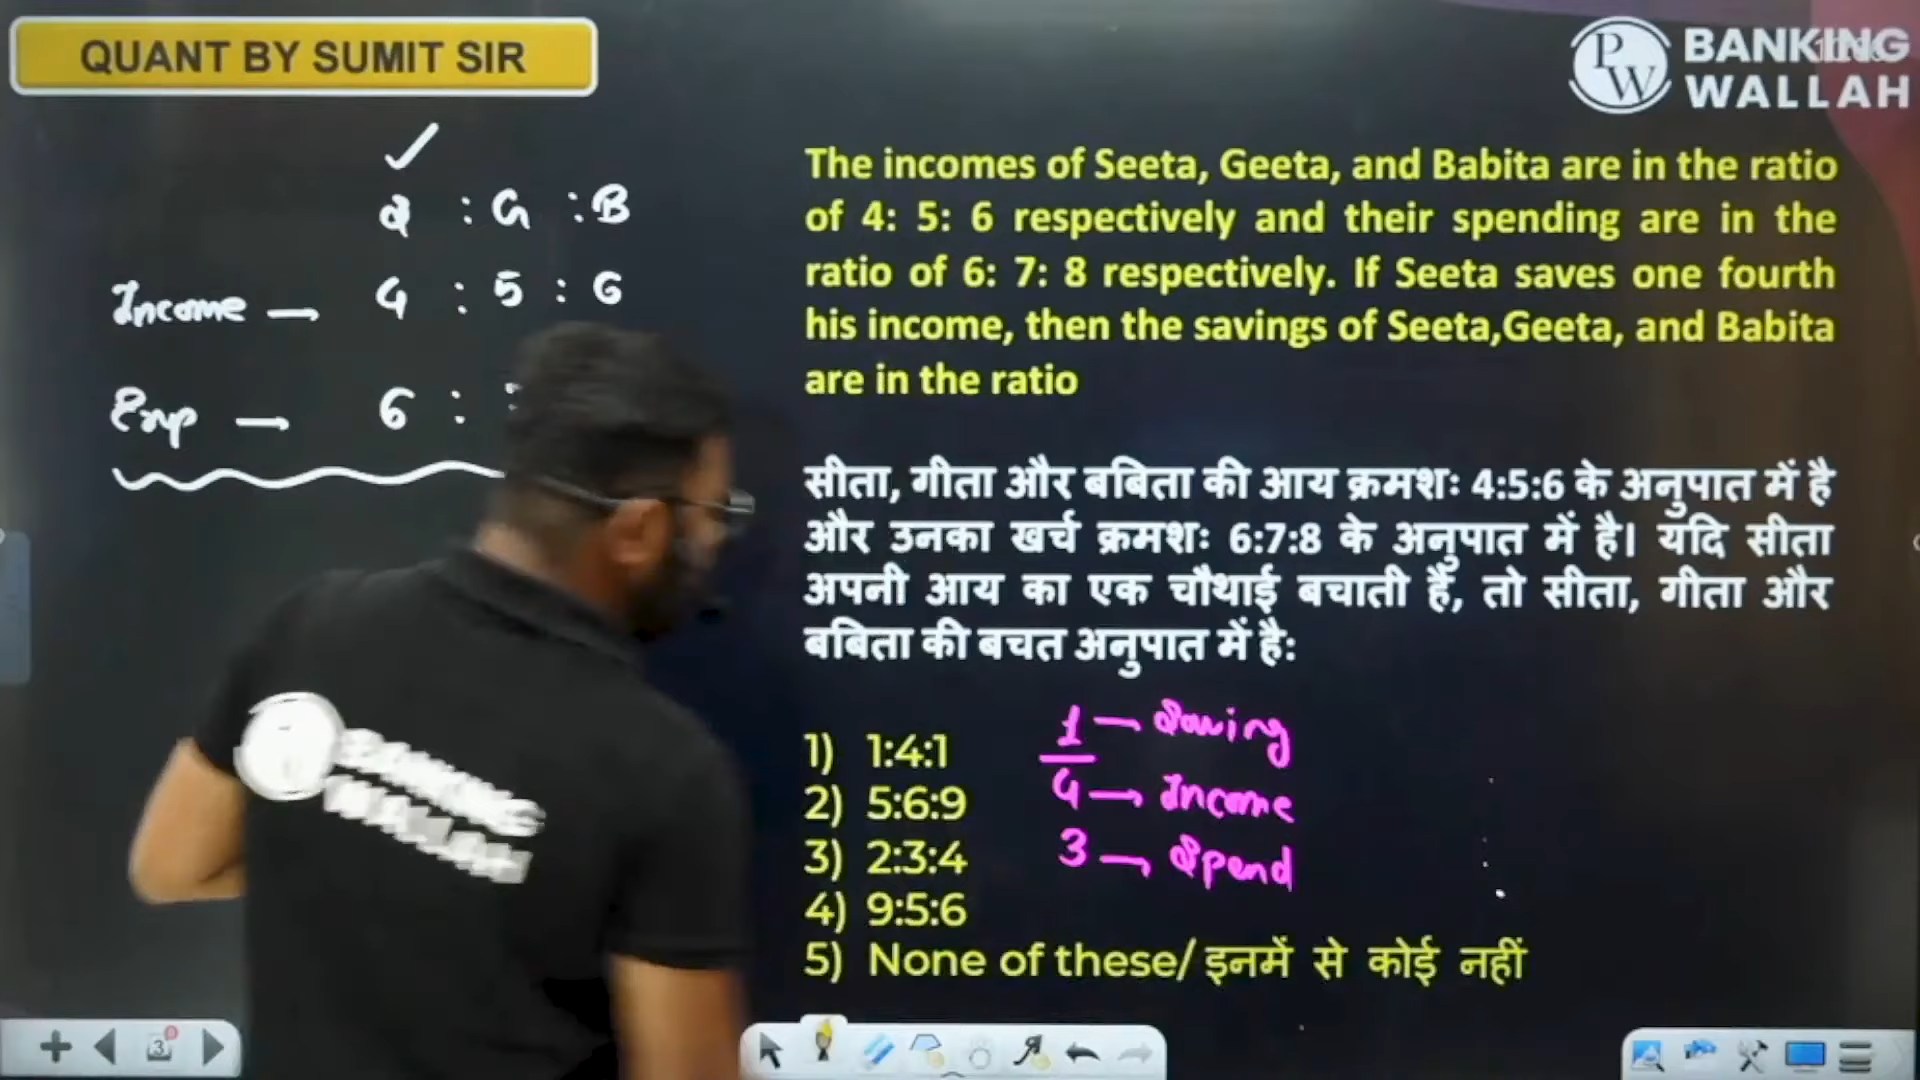 QUANT BY SUMIT SIR
PW
BANKING
WALLAH
S : G : B
Income — 4 : 5 : 6
Exp — 6 :
The incomes of Seeta, Geeta, and Babita are in the ratio
of 4: 5: 6 respectively and their spending are in the
ratio of 6: 7: 8 respectively. If Seeta saves one fourth
his income, then the savings of Seeta,Geeta, and Babita
are in the ratio
सीता, गीता और बबिता की आय क्रमशः 4:5:6 के अनुपात में है
और उनका खर्च क्रमशः 6:7:8 के अनुपात में है। यदि सीता
अपनी आय का एक चौथाई बचाती हैं, तो सीता, गीता और
बबिता की बचत अनुपात में है:
1) 1:4:1
2) 5:6:9
3) 2:3:4
4) 9:5:6
5) None of these/ इनमें से कोई नहीं
1 — Saving
4 → Income
3 → Spend
BANKING
WALLAH
3